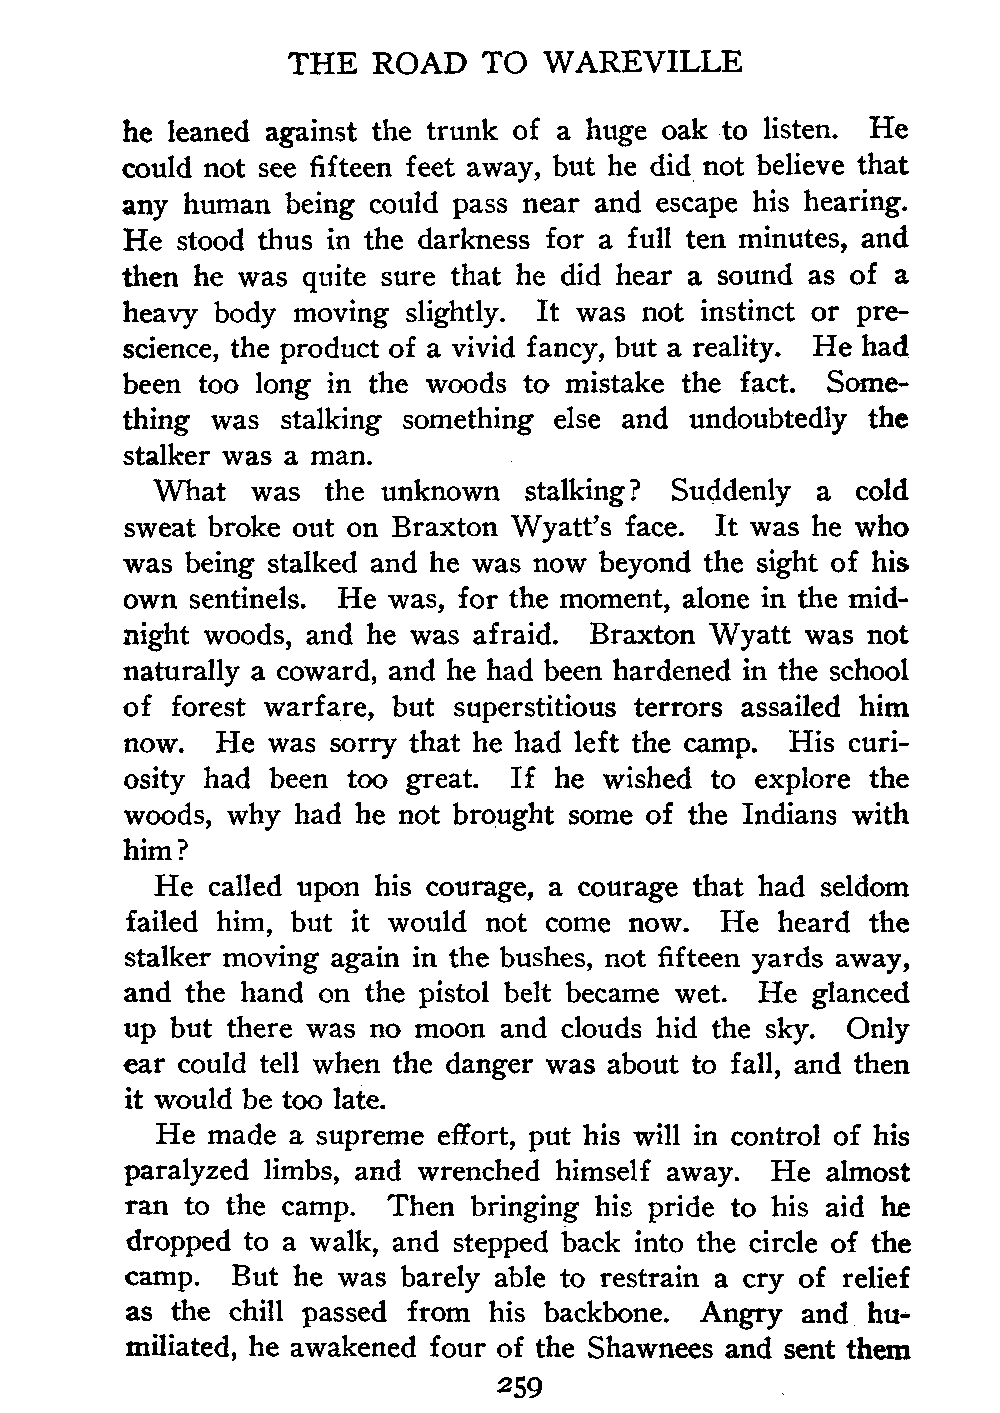 THE ROAD TO WAREVILLE
he leaned against the trunk of a huge oak to listen. He
could not see fifteen feet away, but he did not believe that
any human being could pass near and escape his hearing.
He stood thus in the darkness for a full ten minutes, and
then he was quite sure that he did hear a sound as of a
heavy body moving slightly. It was not instinct or pre-
science, the product of a vivid fancy, but a reality. He had
been too long in the woods to mistake the fact. Some-
thing was stalking something else and undoubtedly the
stalker was a man.
What was the unknown stalking? Suddenly a cold
sweat broke out on Braxton Wyatt's face. It was he who
was being stalked and he was now beyond the sight of his
own sentinels. He was, for the moment, alone in the mid-
night woods, and he was afraid. Braxton Wyatt was not
naturally a coward, and he had been hardened in the school
of forest warfare, but superstitious terrors assailed him
now. He was sorry that he had left the camp. His curi-
osity had been too great. If he wished to explore the
woods, why had he not brought some of the Indians with
him?
He called upon his courage, a courage that had seldom
failed him, but it would not come now. He heard the
stalker moving again in the bushes, not fifteen yards away,
and the hand on the pistol belt became wet. He glanced
up but there was no moon and clouds hid the sky. Only
ear could tell when the danger was about to fall, and then
it would be too late.
He made a supreme effort, put his will in control of his
paralyzed limbs, and wrenched himself away. He almost
ran to the camp. Then bringing his pride to his aid he
dropped to a walk, and stepped back into the circle of the
camp. But he was barely able to restrain a cry of relief
as the chill passed from his backbone. Angry and hu-
miliated, he awakened four of the Shawnees and sent them
259